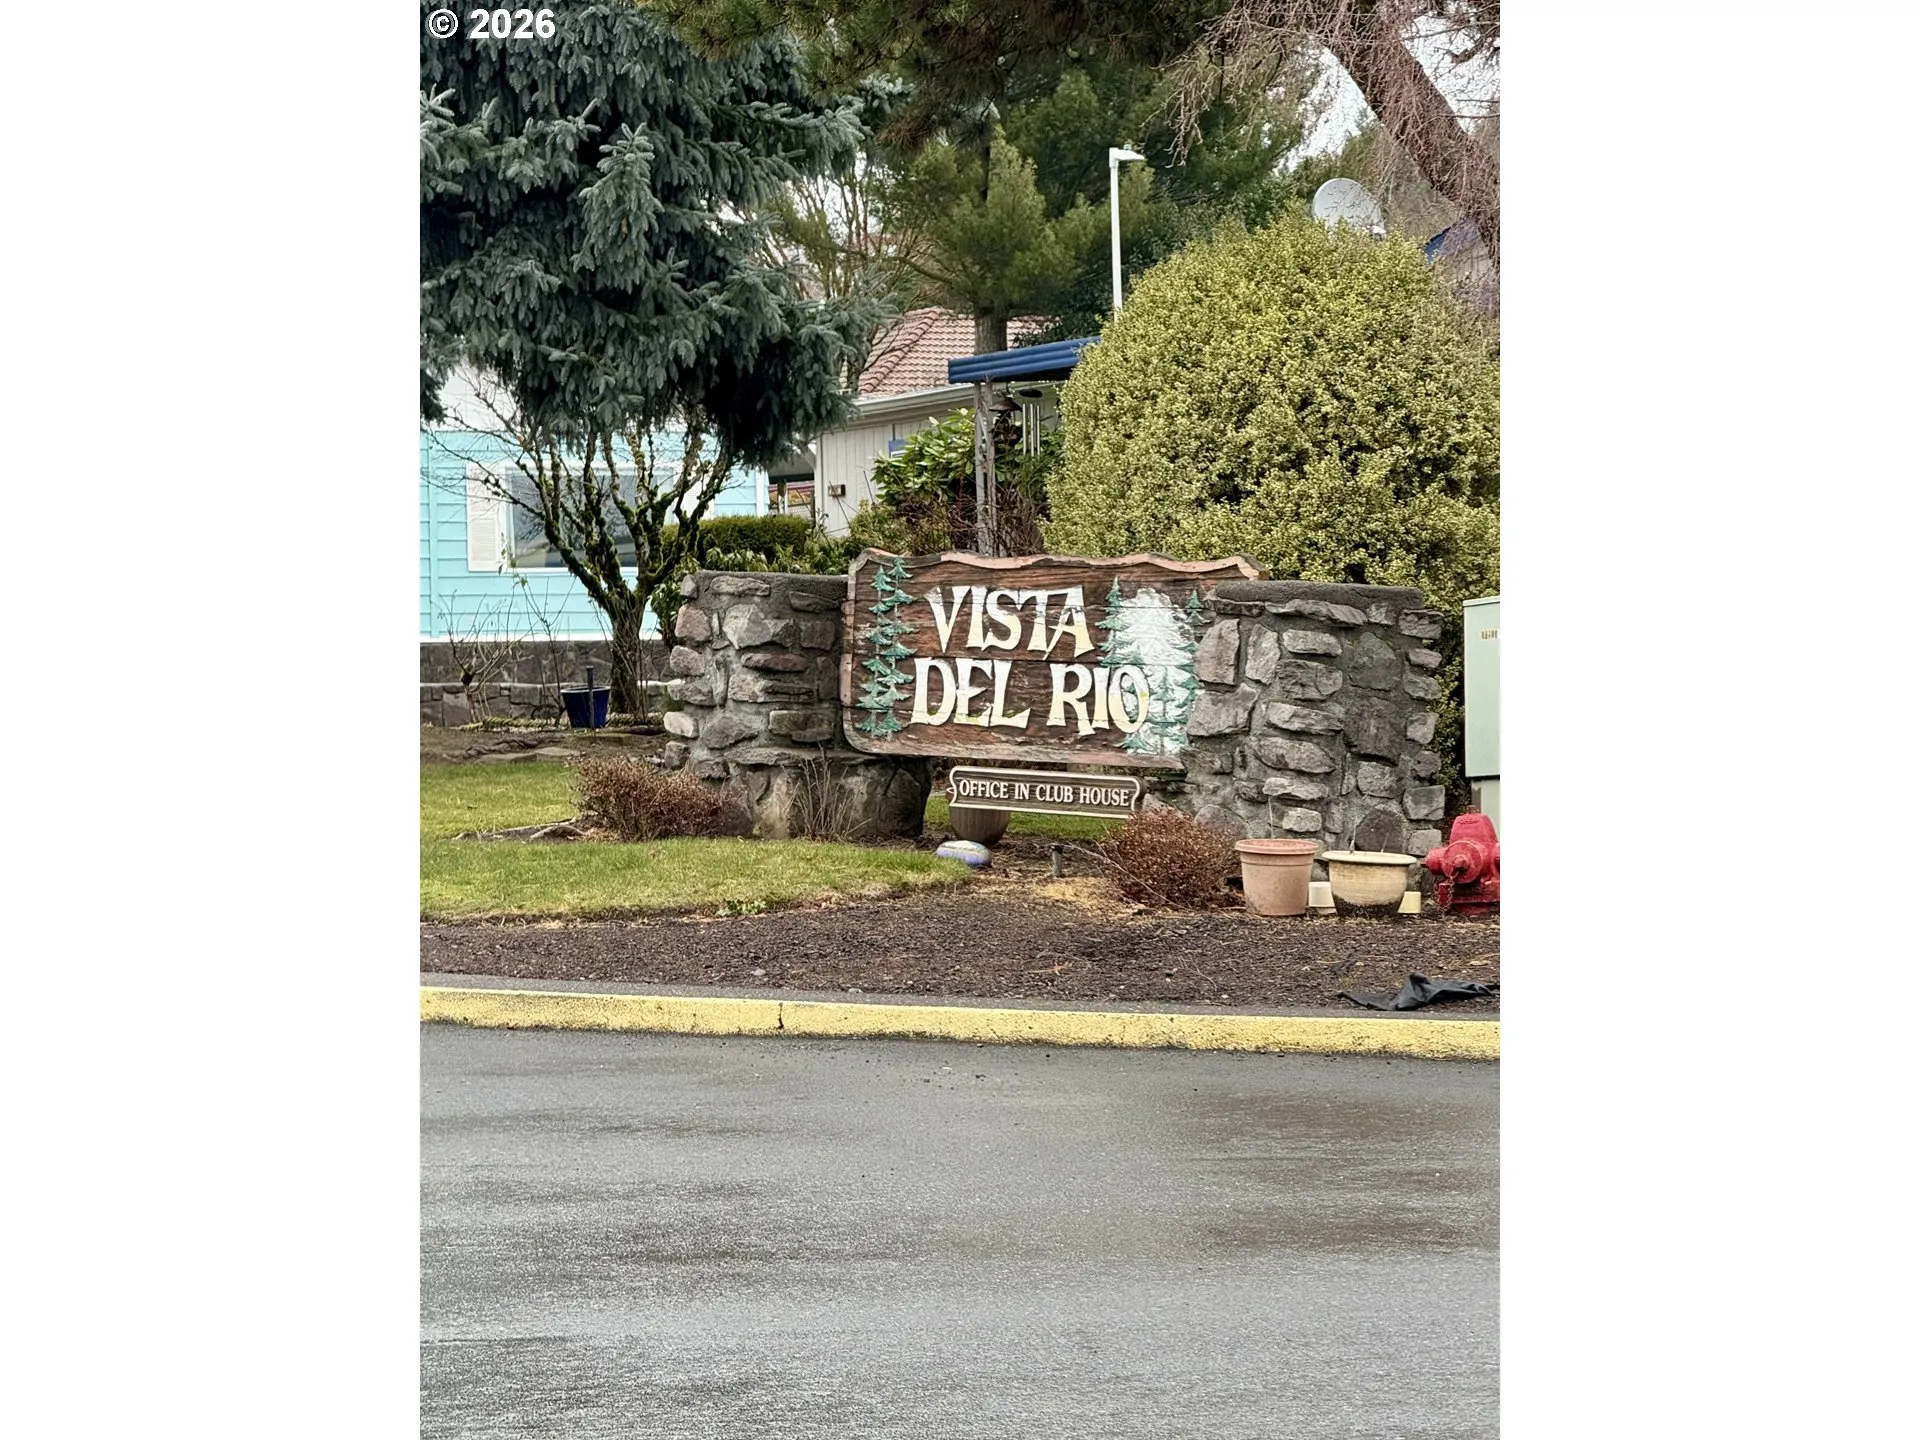 © 2026
VISTA
DEL RIO
OFFICE IN CLUB HOUSE